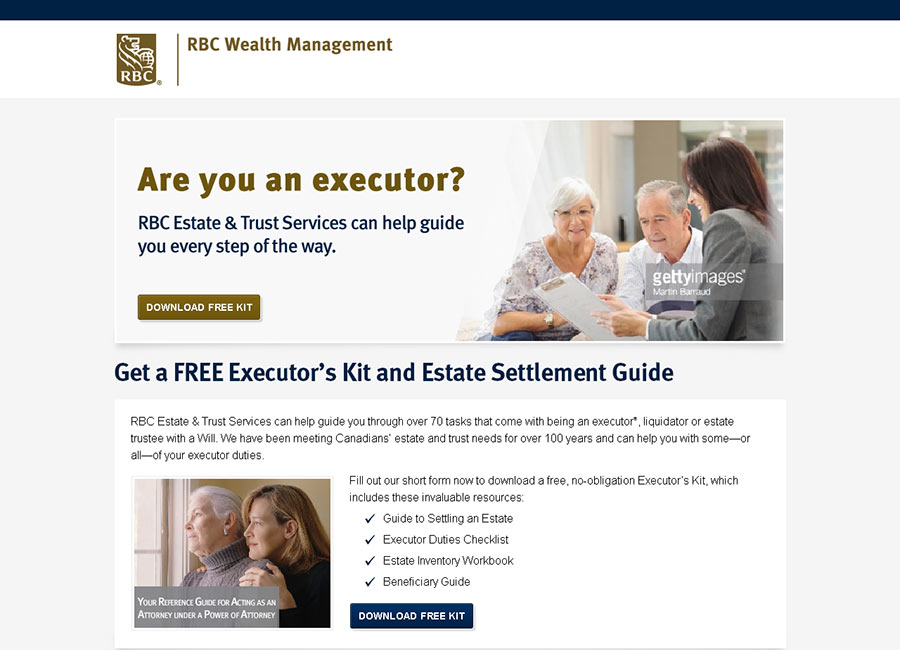 RBC
®
RBC Wealth Management
Are you an executor?
RBC Estate & Trust Services can help guide
you every step of the way.
DOWNLOAD FREE KIT
gettyimages®
Martin Barraud
Get a FREE Executor's Kit and Estate Settlement Guide
RBC Estate & Trust Services can help guide you through over 70 tasks that come with being an executor*, liquidator or estate
trustee with a Will. We have been meeting Canadians' estate and trust needs for over 100 years and can help you with some—or
all—of your executor duties.
Fill out our short form now to download a free, no-obligation Executor's Kit, which
includes these invaluable resources:
✓ Guide to Settling an Estate
✓ Executor Duties Checklist
✓ Estate Inventory Workbook
✓ Beneficiary Guide
YOUR REFERENCE GUIDE FOR ACTING AS AN
ATTORNEY UNDER A POWER OF ATTORNEY
DOWNLOAD FREE KIT